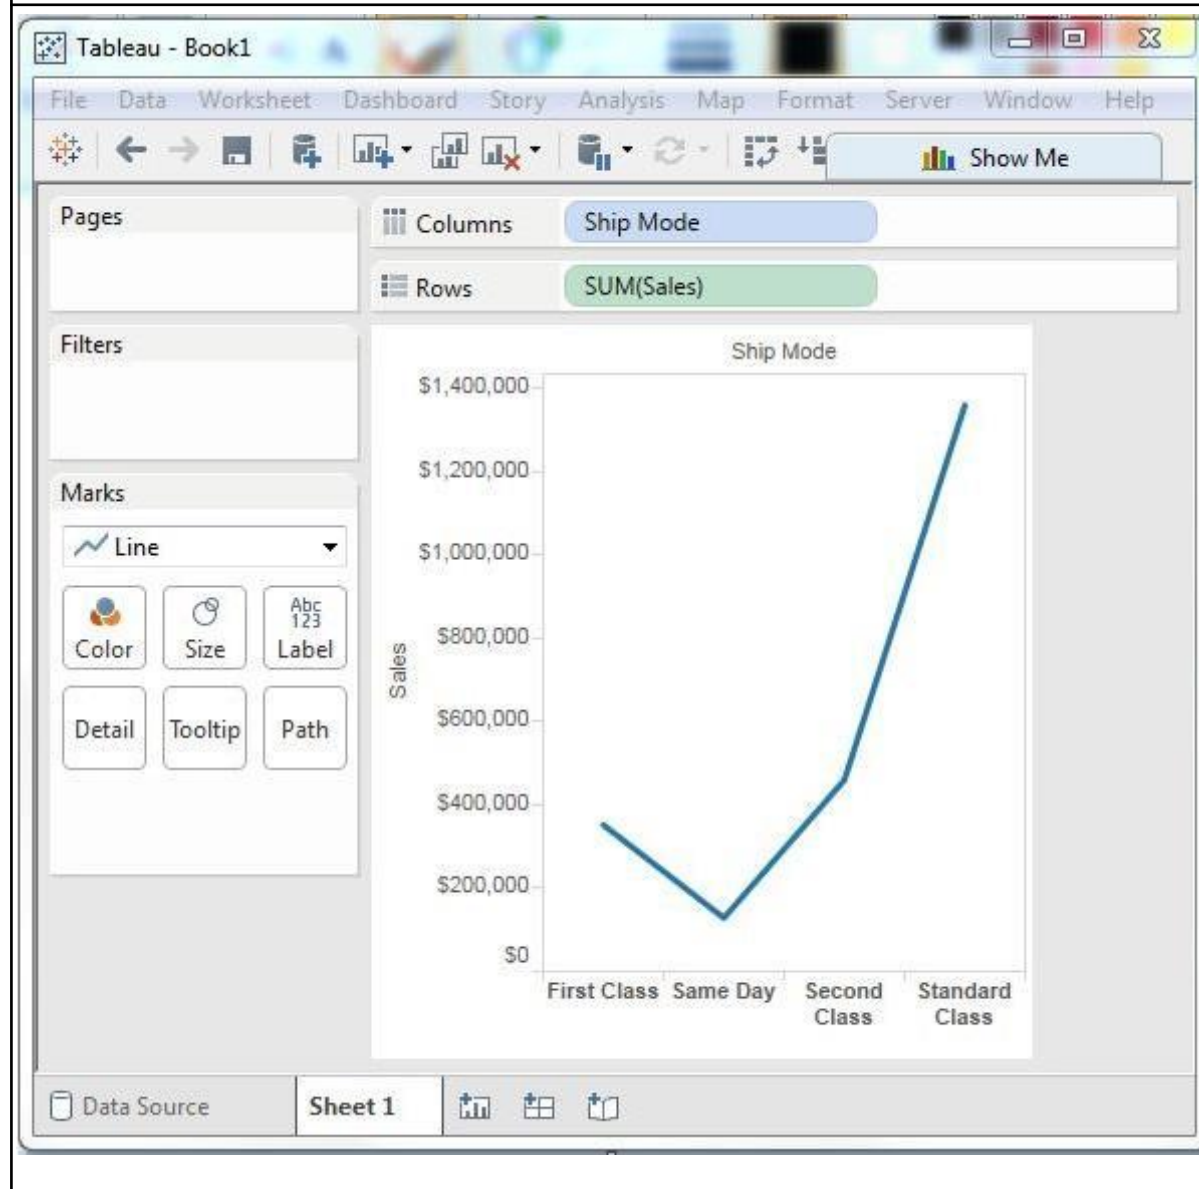 Tableau - Book1
File Data Worksheet Dashboard Story Analysis Map Format Server Window Help
Show Me
Pages
Columns Ship Mode
Rows SUM(Sales)
Filters
Marks
Line
Color Size Abc 123 Label
Detail Tooltip Path
Ship Mode
$1,400,000
$1,200,000
$1,000,000
$800,000
$600,000
$400,000
$200,000
$0
Sales
First Class Same Day Second Class Standard Class
Data Source Sheet 1